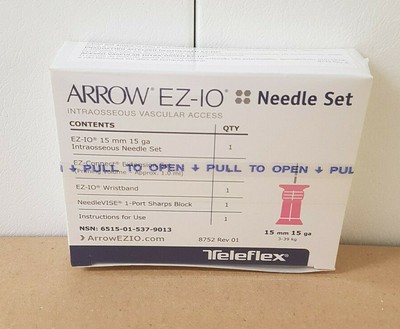 ARROW® EZ-IO® Needle Set
INTRAOSSEOUS VASCULAR ACCESS
CONTENTS QTY
EZ-IO® 15 mm 15 ga
Intraosseous Needle Set 1
EZ-Connect® Extension
PULL TO OPEN PULL TO OPEN PULL
(Priming Volume Approx. 1.0 ml)
EZ-IO® Wristband 1
NeedleVISE® 1-Port Sharps Block 1
Instructions for Use 1
15 mm 15 ga
3-39 kg
NSN: 6515-01-537-9013
> ArrowEZIO.com 8752 Rev 01
Teleflex®